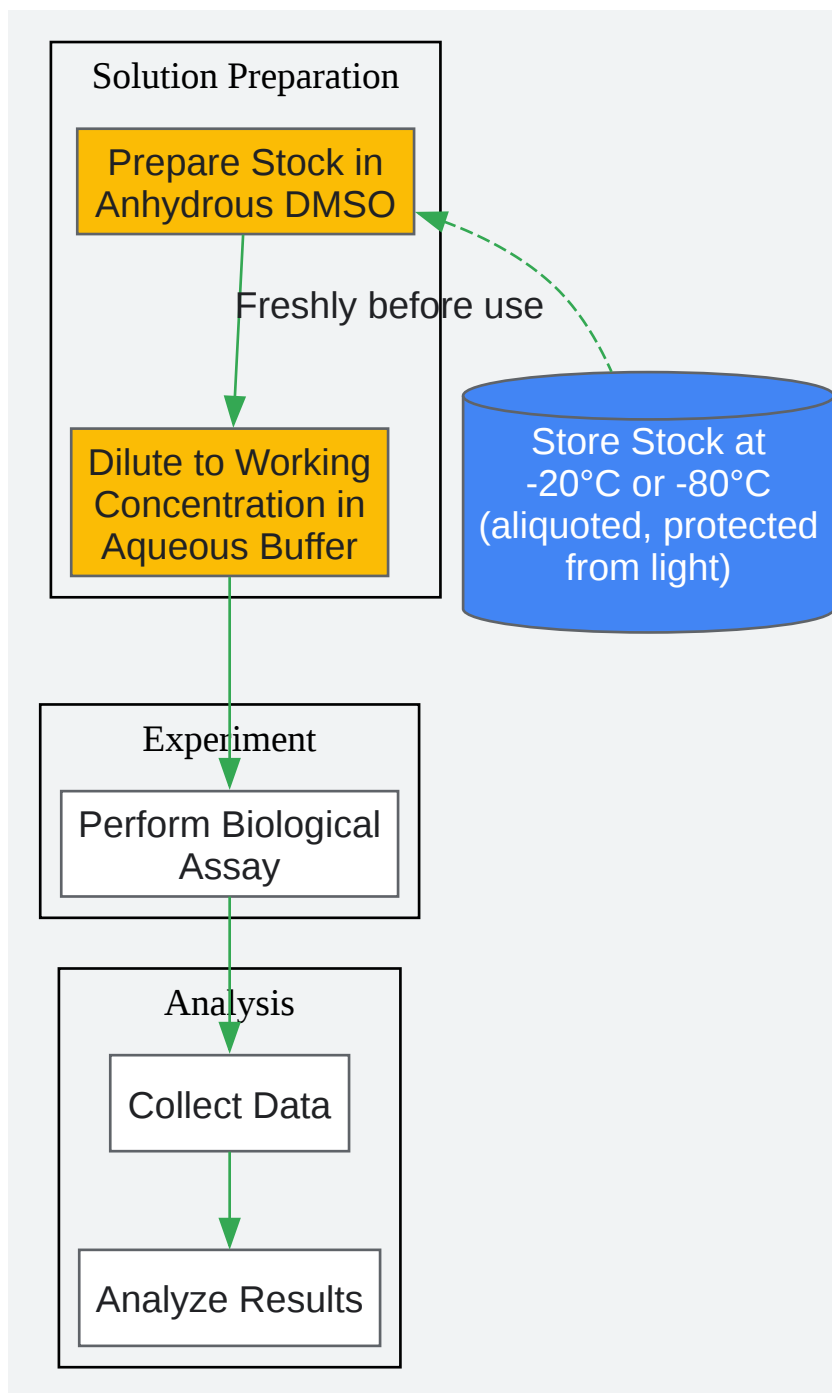 Solution Preparation
Prepare Stock in
Anhydrous DMSO
Freshly before use
Store Stock at
-20°C or -80°C
(aliquoted, protected
from light)
Dilute to Working
Concentration in
Aqueous Buffer
Experiment
Perform Biological
Assay
Analysis
Collect Data
Analyze Results